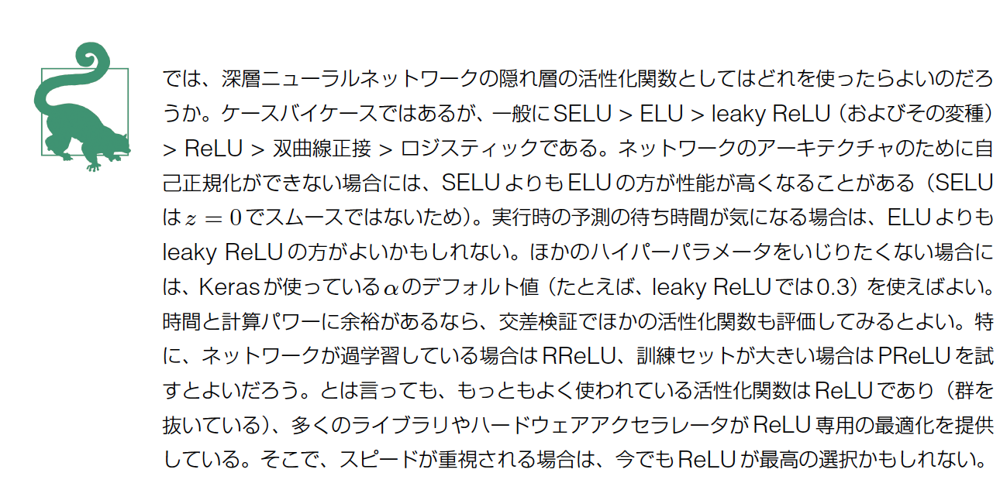 では、深層ニューラルネットワークの隠れ層の活性化関数としてはどれを使ったらよいのだろ
うか。ケースバイケースではあるが、一般にSELU > ELU > leaky ReLU（およびその変種）
> ReLU > 双曲線正接 > ロジスティックである。ネットワークのアーキテクチャのために自
己正規化ができない場合には、SELUよりもELUの方が性能が高くなることがある（SELU
はz = 0でスムースではないため）。実行時の予測の待ち時間が気になる場合は、ELUよりも
leaky ReLUの方がよいかもしれない。ほかのハイパーパラメータをいじりたくない場合に
は、Kerasが使っているαのデフォルト値（たとえば、leaky ReLUでは0.3）を使えばよい。
時間と計算パワーに余裕があるなら、交差検証でほかの活性化関数も評価してみるとよい。特
に、ネットワークが過学習している場合はRReLU、訓練セットが大きい場合はPReLUを試
すとよいだろう。とは言っても、もっともよく使われている活性化関数はReLUであり（群を
抜いている）、多くのライブラリやハードウェアアクセラレータがReLU専用の最適化を提供
している。そこで、スピードが重視される場合は、今でもReLUが最高の選択かもしれない。